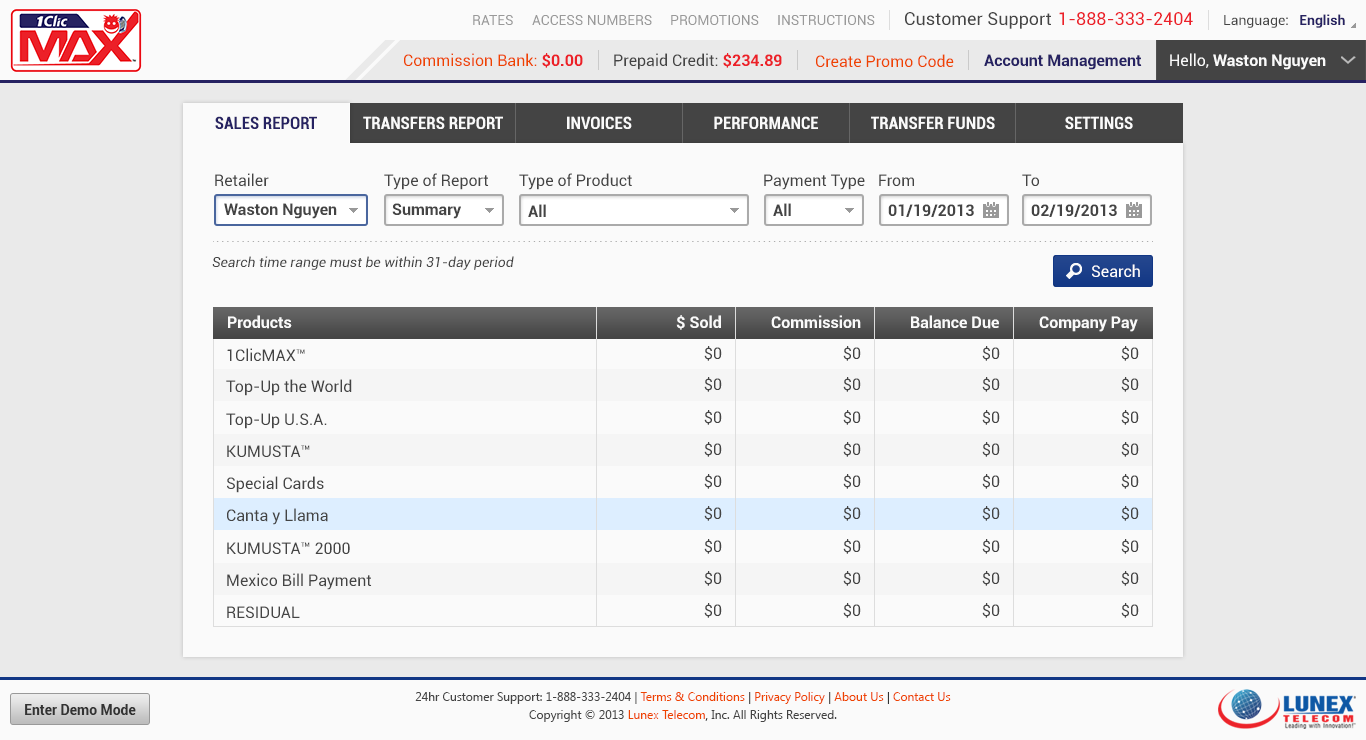 1Clic
MAX™
RATES ACCESS NUMBERS PROMOTIONS INSTRUCTIONS Customer Support 1-888-333-2404 Language: English
Commission Bank: $0.00 Prepaid Credit: $234.89 Create Promo Code Account Management Hello, Waston Nguyen
SALES REPORT TRANSFERS REPORT INVOICES PERFORMANCE TRANSFER FUNDS SETTINGS
Retailer Type of Report Type of Product Payment Type From To
Waston Nguyen Summary All All 01/19/2013 02/19/2013
Search time range must be within 31-day period
Search
Products $ Sold Commission Balance Due Company Pay
1ClicMAX™ $0 $0 $0 $0
Top-Up the World $0 $0 $0 $0
Top-Up U.S.A. $0 $0 $0 $0
KUMUSTA™ $0 $0 $0 $0
Special Cards $0 $0 $0 $0
Canta y Llama $0 $0 $0 $0
KUMUSTA™ 2000 $0 $0 $0 $0
Mexico Bill Payment $0 $0 $0 $0
RESIDUAL $0 $0 $0 $0
Enter Demo Mode
24hr Customer Support: 1-888-333-2404 | Terms & Conditions | Privacy Policy | About Us | Contact Us
Copyright © 2013 Lunex Telecom, Inc. All Rights Reserved.
LUNEX
TELECOM
Leading with Innovation!™